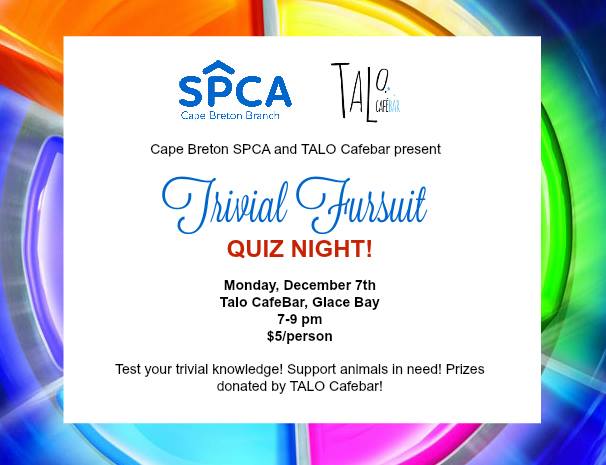 SPCA
Cape Breton Branch
TALO
CAFÉBAR
Cape Breton SPCA and TALO Cafebar present
Trivial Fursuit
QUIZ NIGHT!
Monday, December 7th
Talo CafeBar, Glace Bay
7-9 pm
$5/person
Test your trivial knowledge! Support animals in need! Prizes
donated by TALO Cafebar!